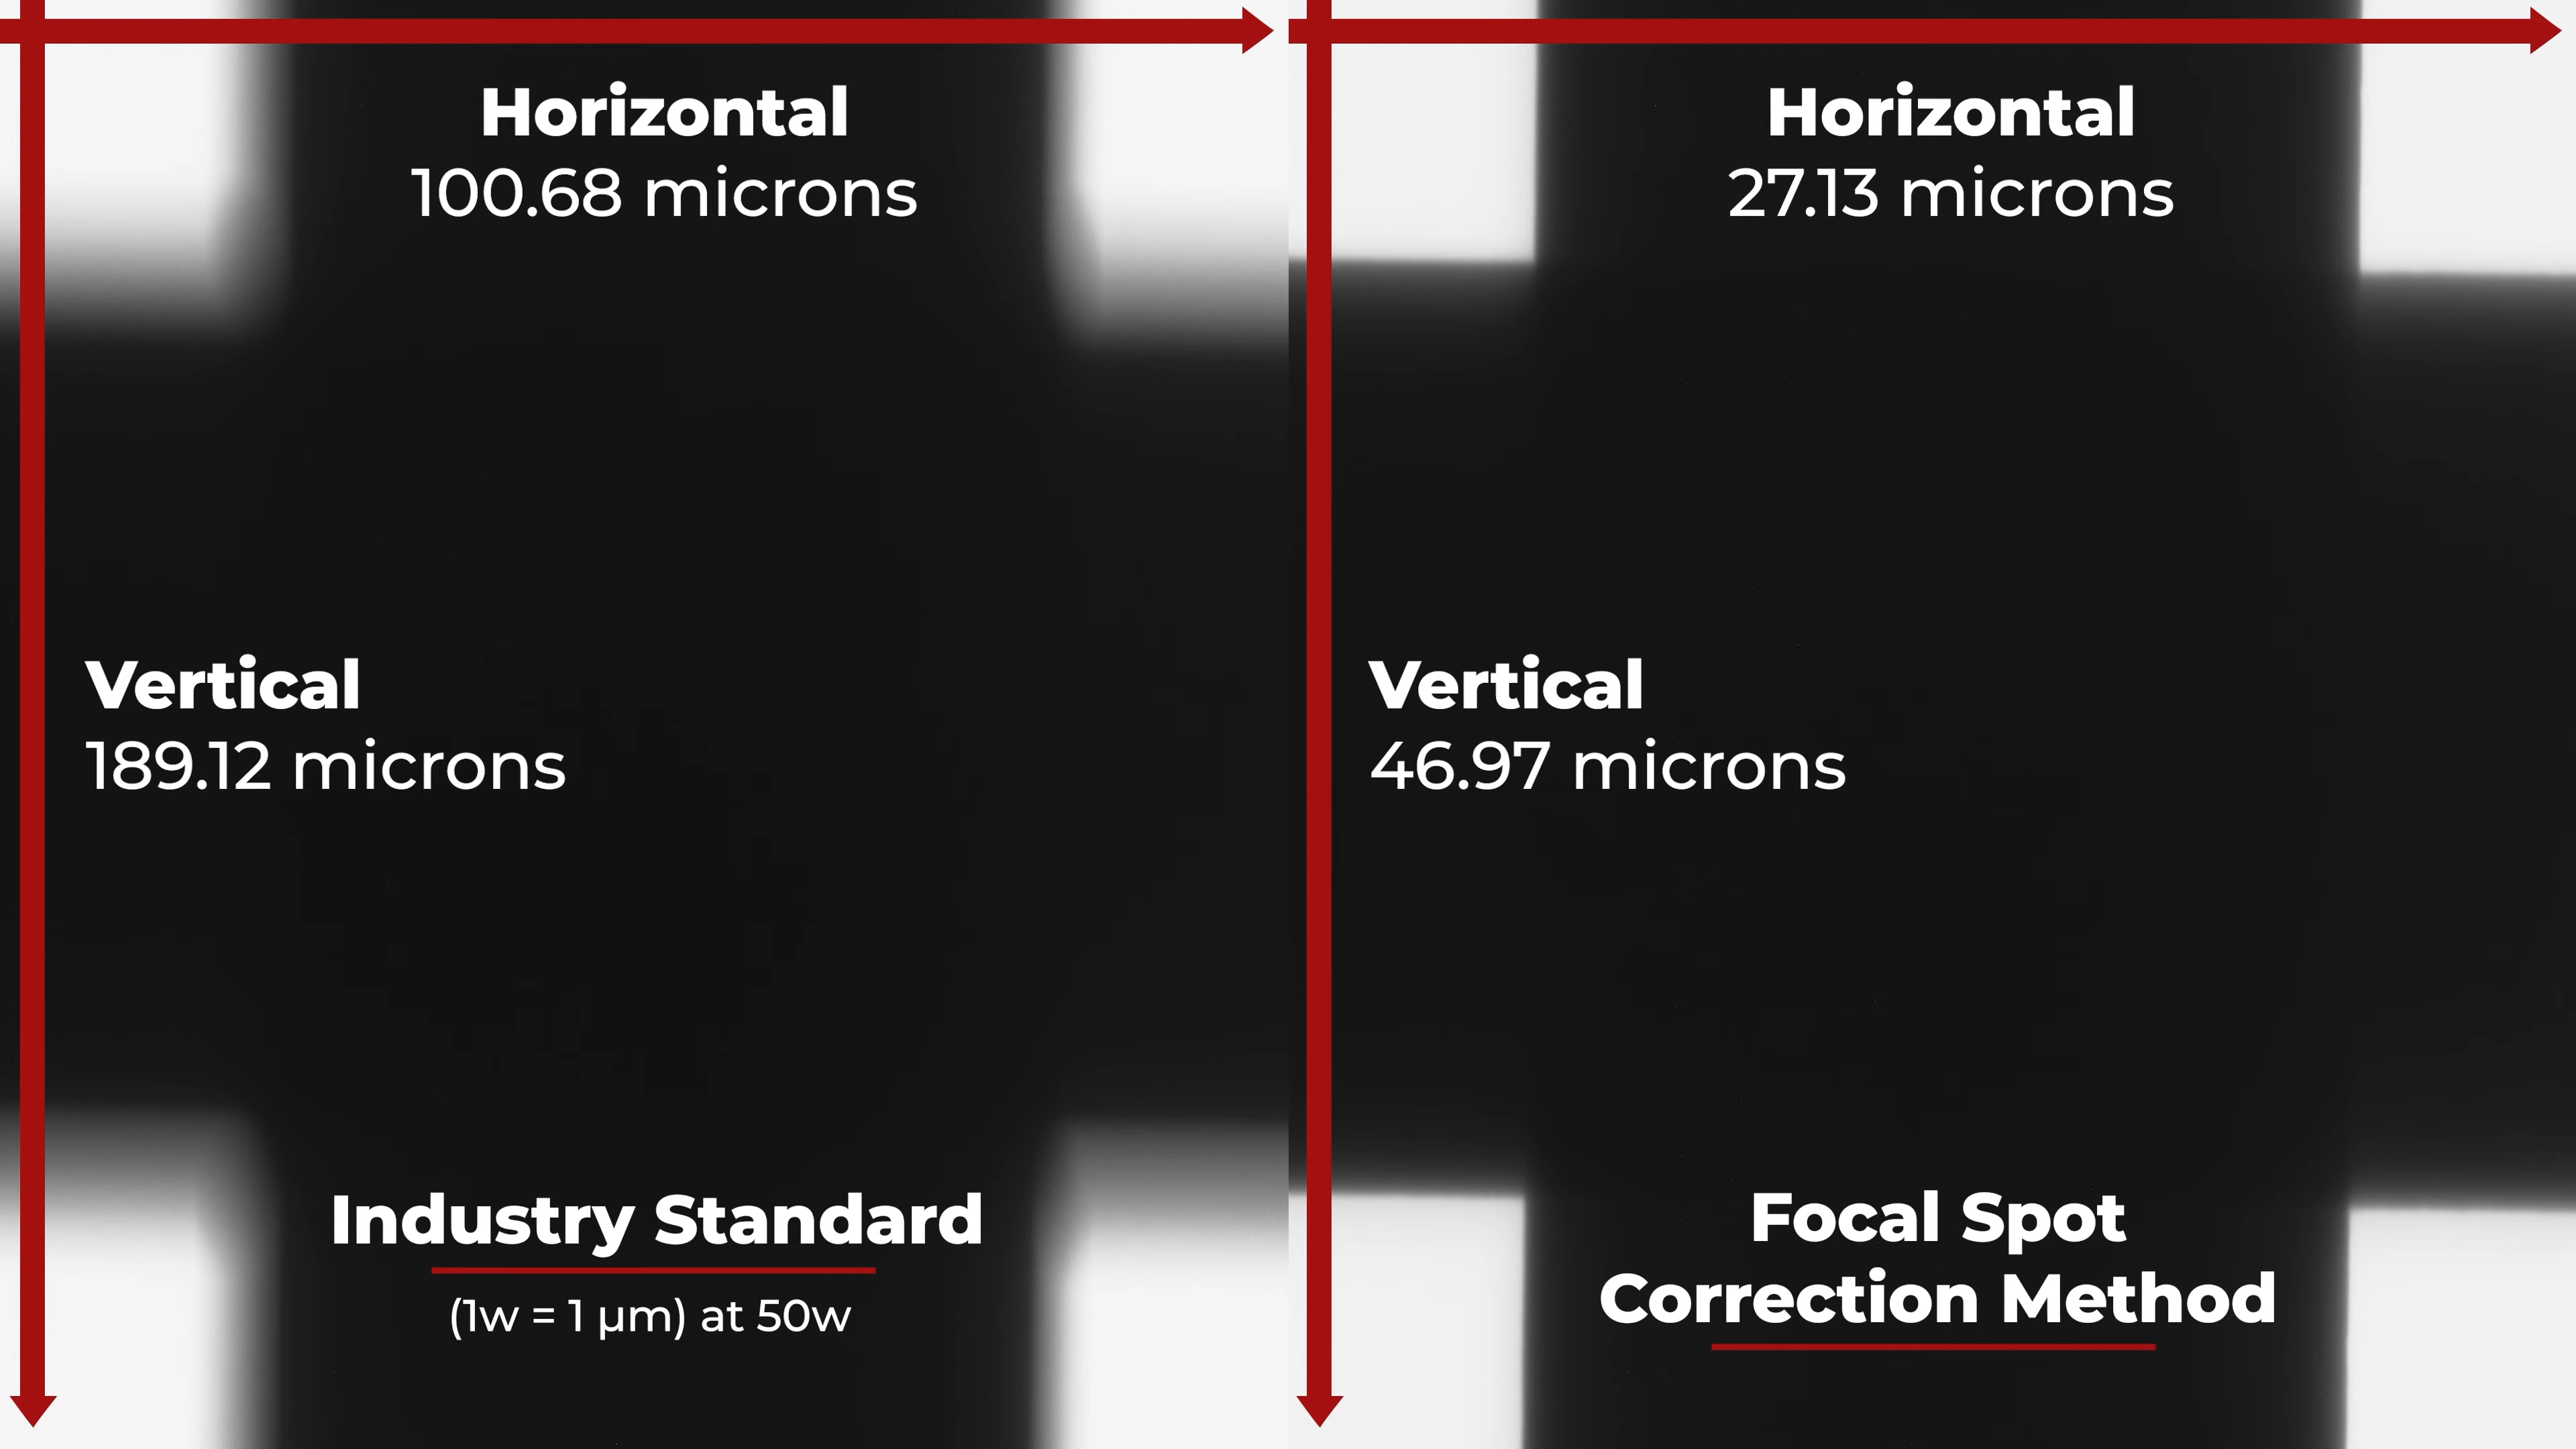 Horizontal
100.68 microns
Vertical
189.12 microns
Industry Standard
(1w = 1 µm) at 50w
Horizontal
27.13 microns
Vertical
46.97 microns
Focal Spot
Correction Method